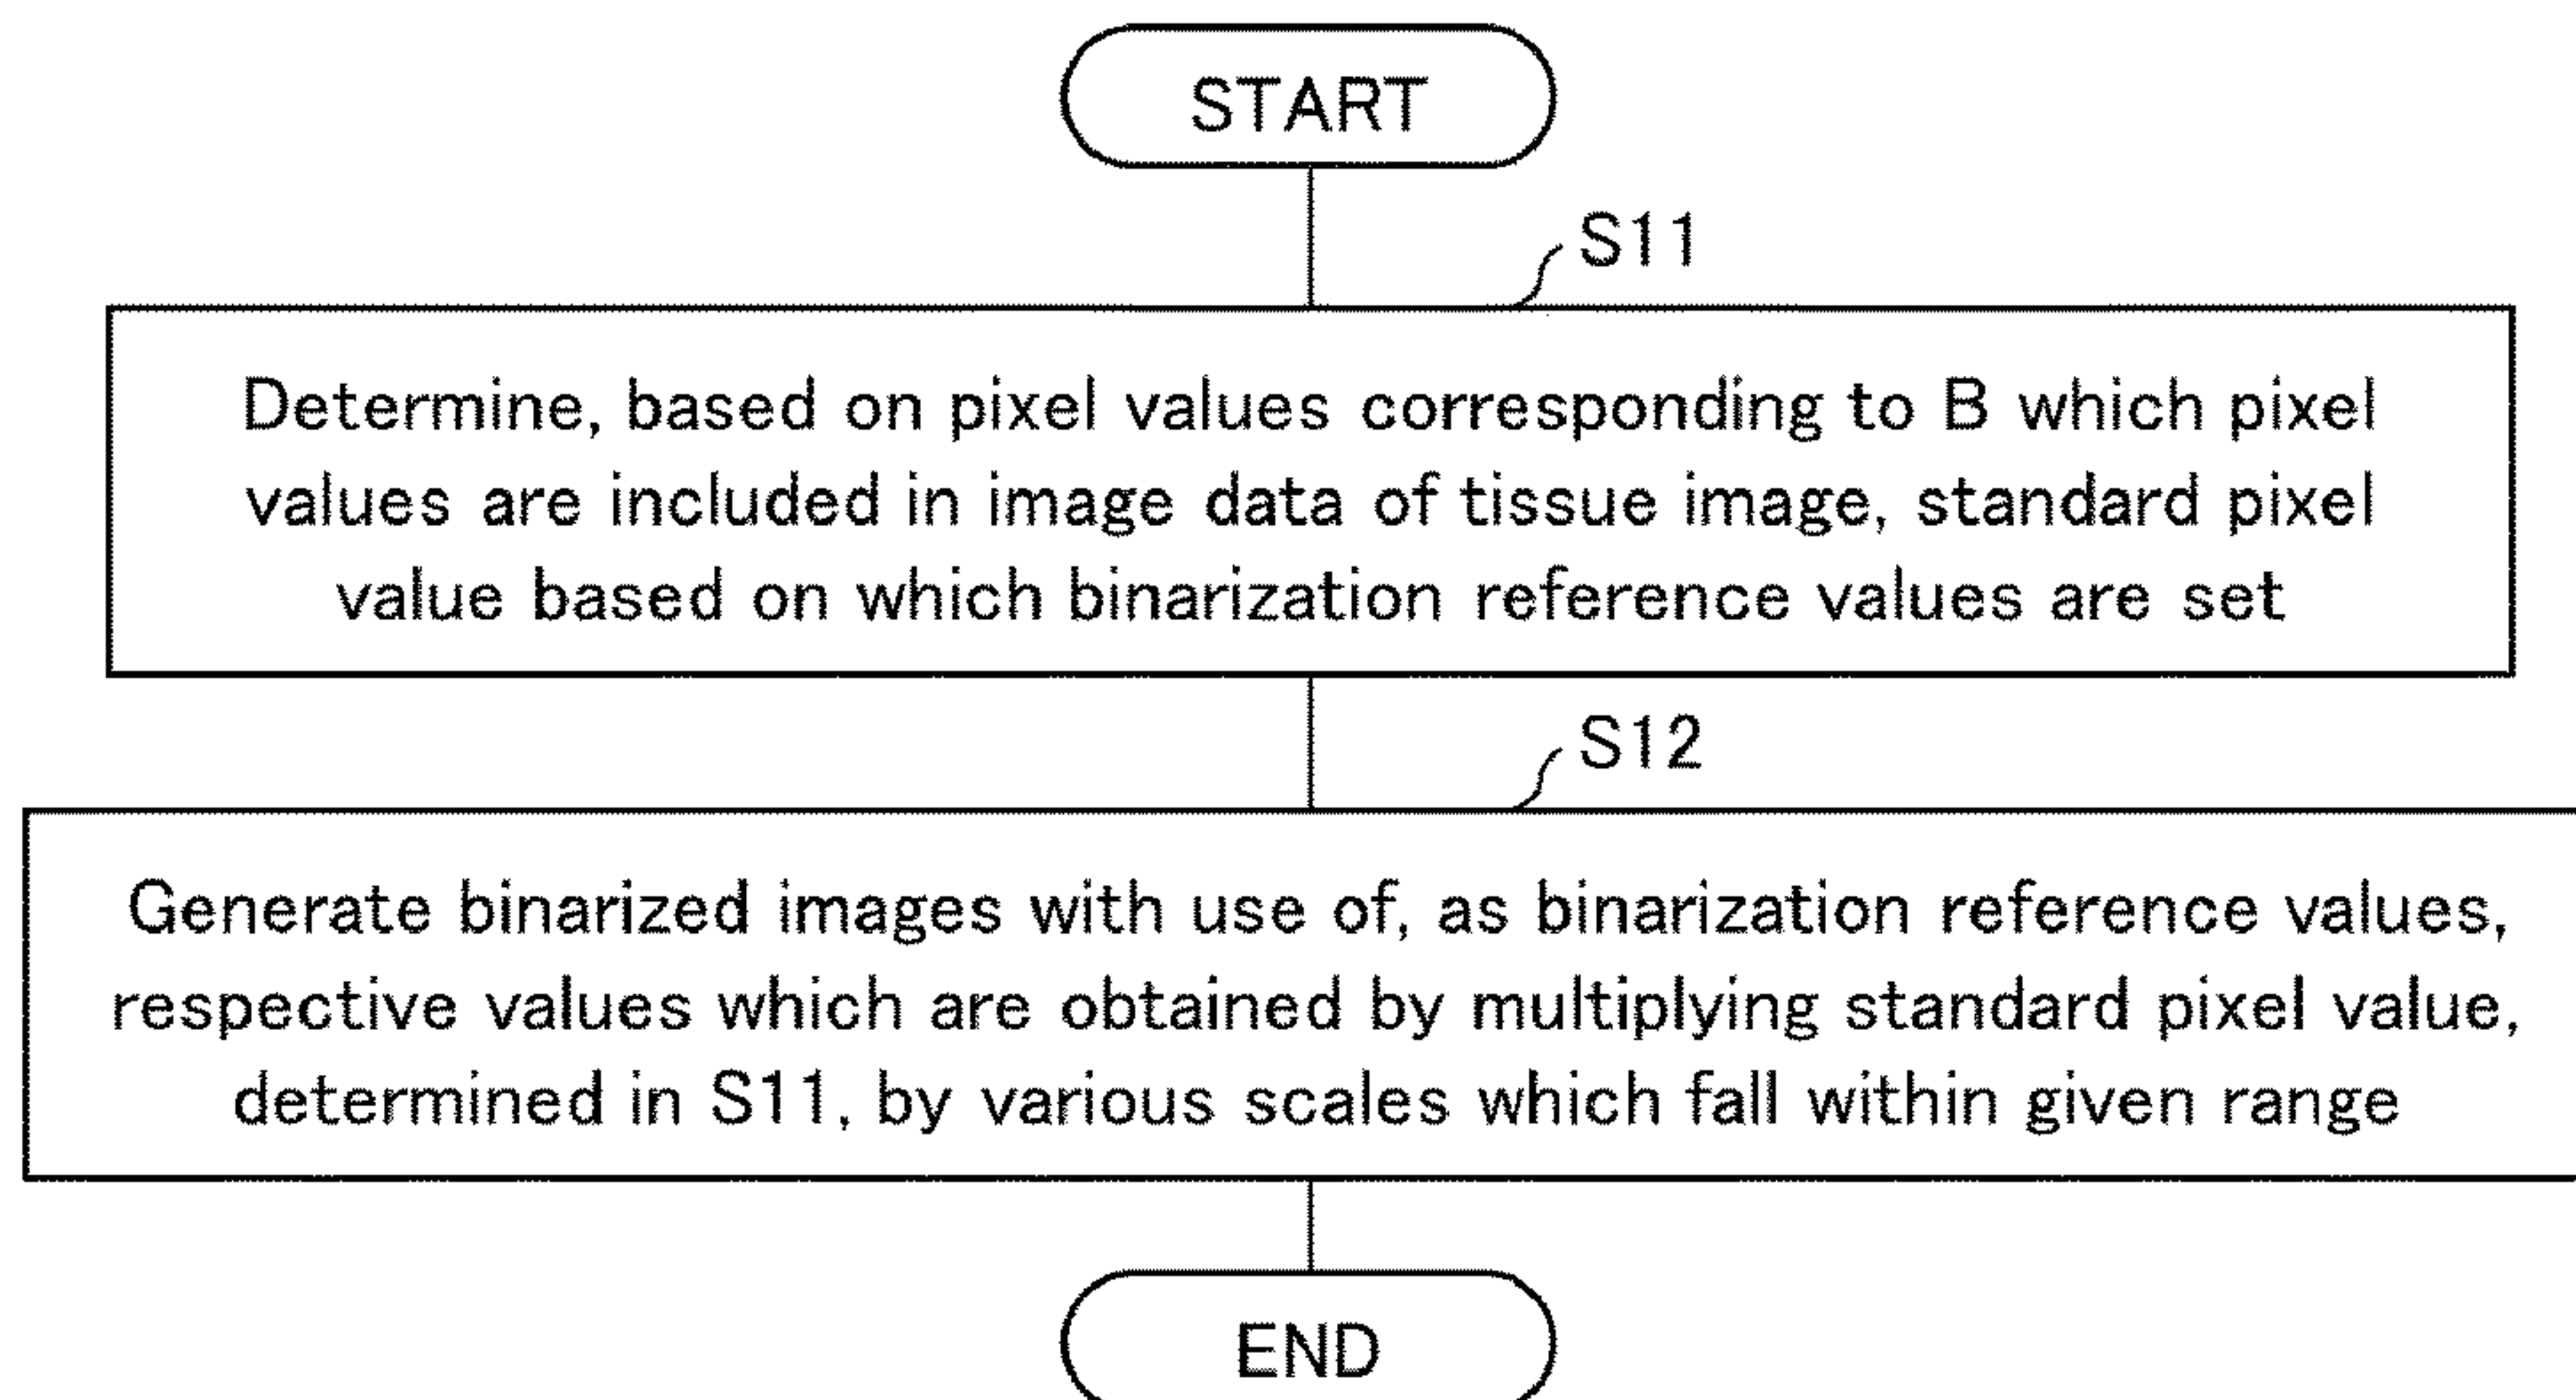 START
S11
Determine, based on pixel values corresponding to B which pixel
values are included in image data of tissue image, standard pixel
value based on which binarization reference values are set
S12
Generate binarized images with use of, as binarization reference values,
respective values which are obtained by multiplying standard pixel value,
determined in S11, by various scales which fall within given range
END